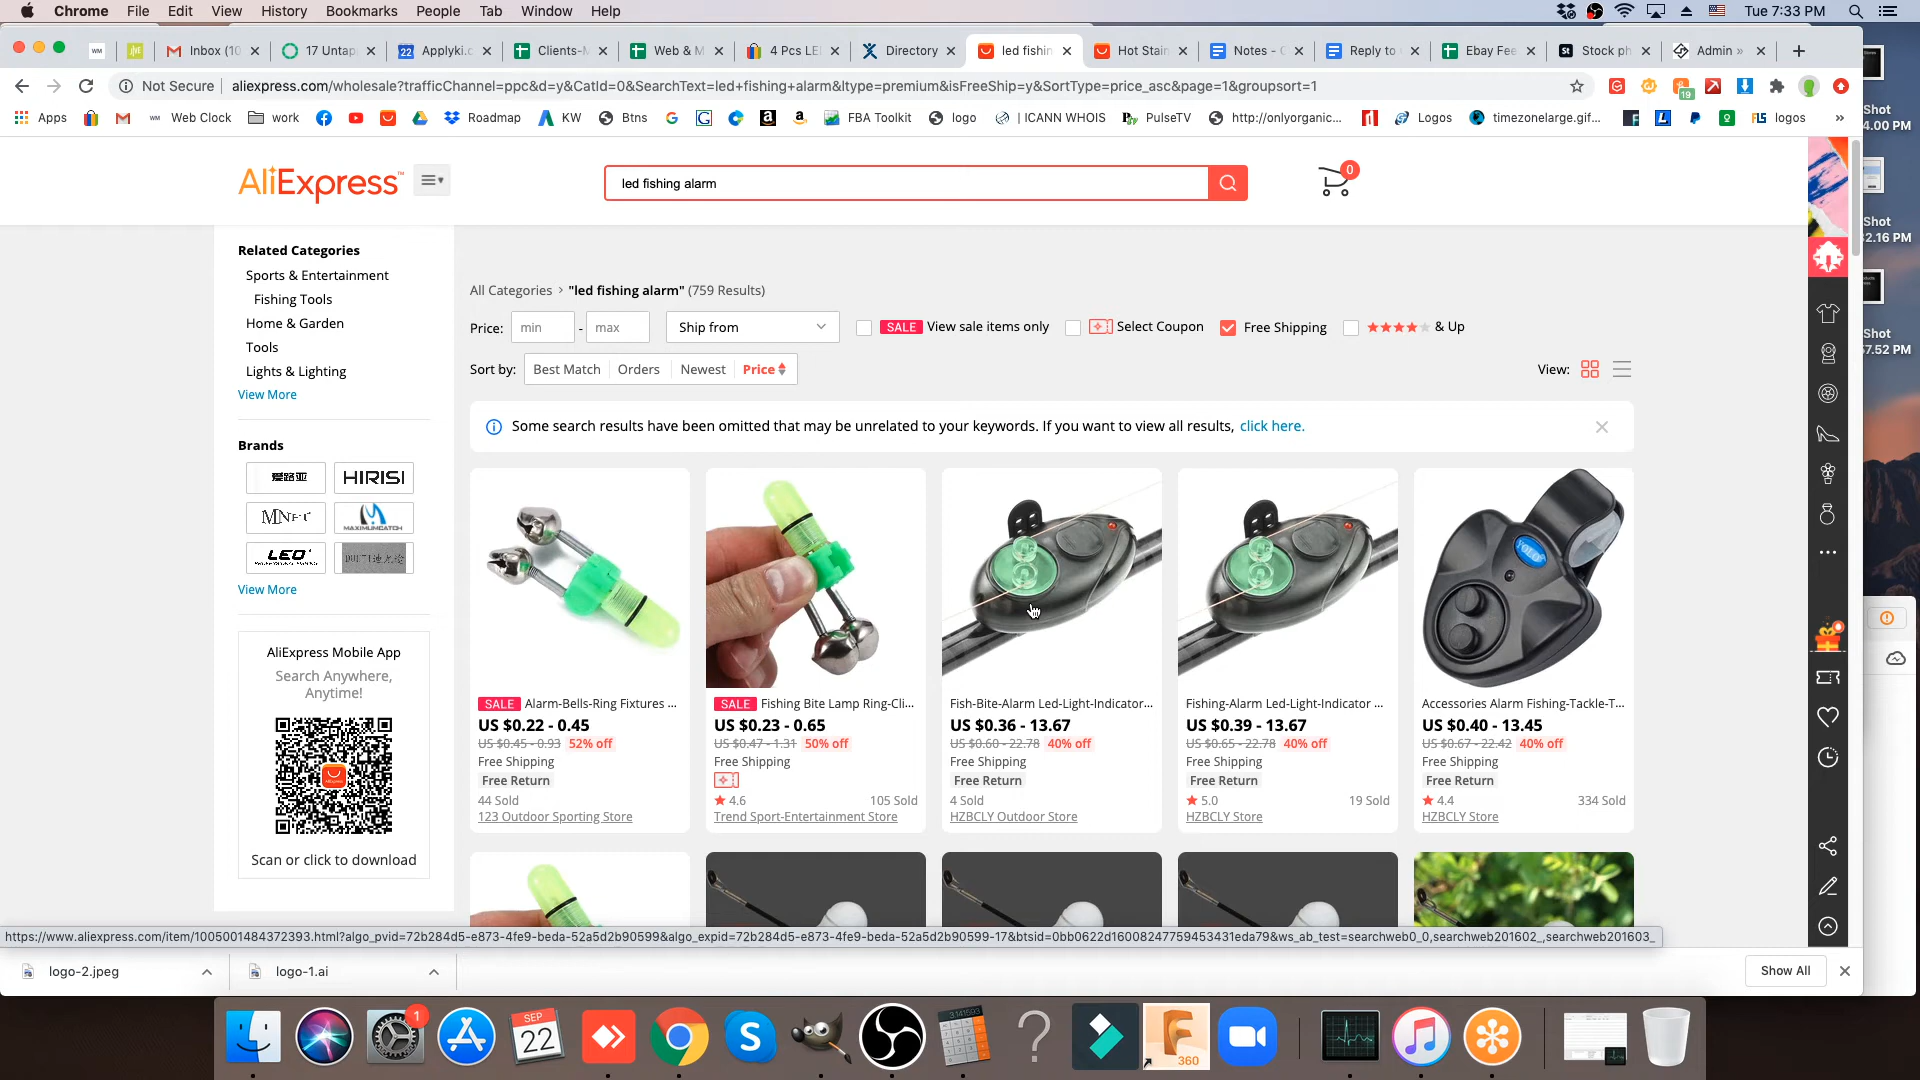 Chrome File Edit View History Bookmarks People Tab Window Help Tue 7:33 PM
Inbox (10 17 Untap Applyki.c Clients-M Web & M 4 Pcs LE Directory led fishin Hot Stain Notes - G Reply to Ebay Fee Stock ph Admin »
Not Secure aliexpress.com/wholesale?trafficChannel=ppc&d=y&CatId=0&SearchText=led+fishing+alarm&ltype=premium&isFreeShip=y&SortType=price_asc&page=1&groupsort=1
19
Apps Web Clock work Roadmap KW Btns FBA Toolkit logo | ICANN WHOIS PulseTV http://onlyorganic... Logos timezonelarge.gif... logos »
Shot
4.00 PM
AliExpress
led fishing alarm
0
Shot
2.16 PM
Shot
7.52 PM
Related Categories
Sports & Entertainment
Fishing Tools
Home & Garden
Tools
Lights & Lighting
View More
Brands
爱路亚 HIRISI
MAXIMUMCATCH
LEO
View More
AliExpress Mobile App
Search Anywhere,
Anytime!
Scan or click to download
All Categories > "led fishing alarm" (759 Results)
Price: min - max Ship from SALE View sale items only Select Coupon Free Shipping & Up
Sort by: Best Match Orders Newest Price View:
Some search results have been omitted that may be unrelated to your keywords. If you want to view all results, click here.
YOLO
SALE Alarm-Bells-Ring Fixtures ...
US $0.22 - 0.45
US $0.45 - 0.93 52% off
Free Shipping
Free Return
44 Sold
123 Outdoor Sporting Store
SALE Fishing Bite Lamp Ring-Cli...
US $0.23 - 0.65
US $0.47 - 1.31 50% off
Free Shipping
4.6 105 Sold
Trend Sport-Entertainment Store
Fish-Bite-Alarm Led-Light-Indicator...
US $0.36 - 13.67
US $0.60 - 22.78 40% off
Free Shipping
Free Return
4 Sold
HZBCLY Outdoor Store
Fishing-Alarm Led-Light-Indicator ...
US $0.39 - 13.67
US $0.65 - 22.78 40% off
Free Shipping
Free Return
5.0 19 Sold
HZBCLY Store
Accessories Alarm Fishing-Tackle-T...
US $0.40 - 13.45
US $0.67 - 22.42 40% off
Free Shipping
Free Return
4.4 334 Sold
HZBCLY Store
https://www.aliexpress.com/item/1005001484372393.html?algo_pvid=72b284d5-e873-4fe9-beda-52a5d2b90599&algo_expid=72b284d5-e873-4fe9-beda-52a5d2b90599-17&btsid=0bb0622d16008247759453431eda79&ws_ab_test=searchweb0_0,searchweb201602_,searchweb201603_
logo-2.jpeg logo-1.ai Show All
1
SEP
22
3.141593
360